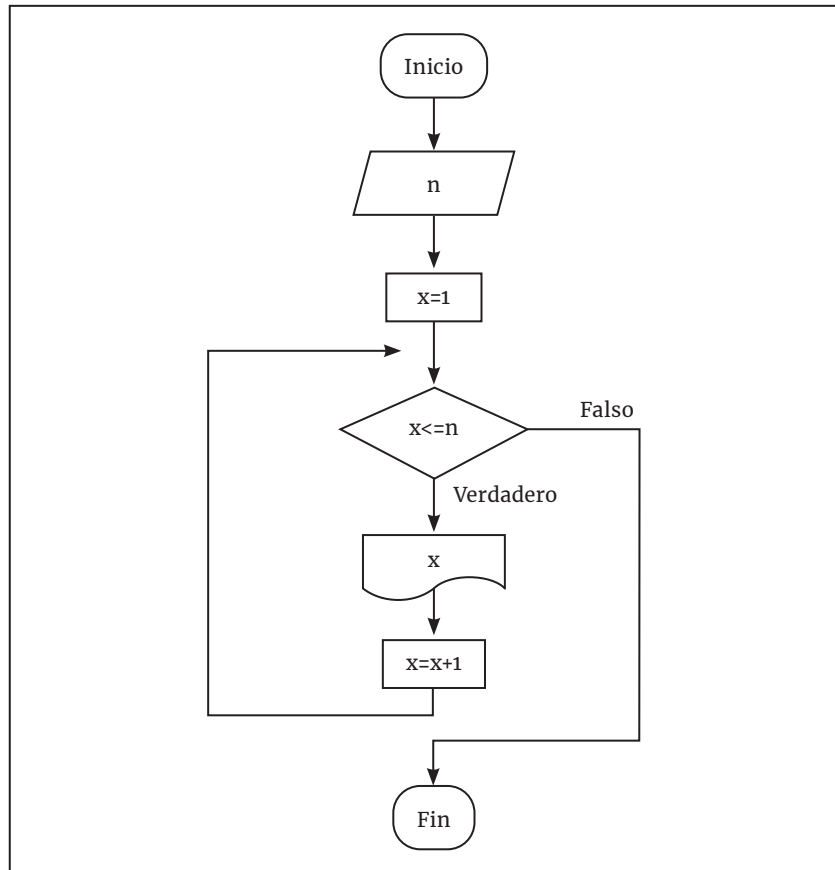 Inicio
n
x=1
x<=n
Falso
Verdadero
x
x=x+1
Fin